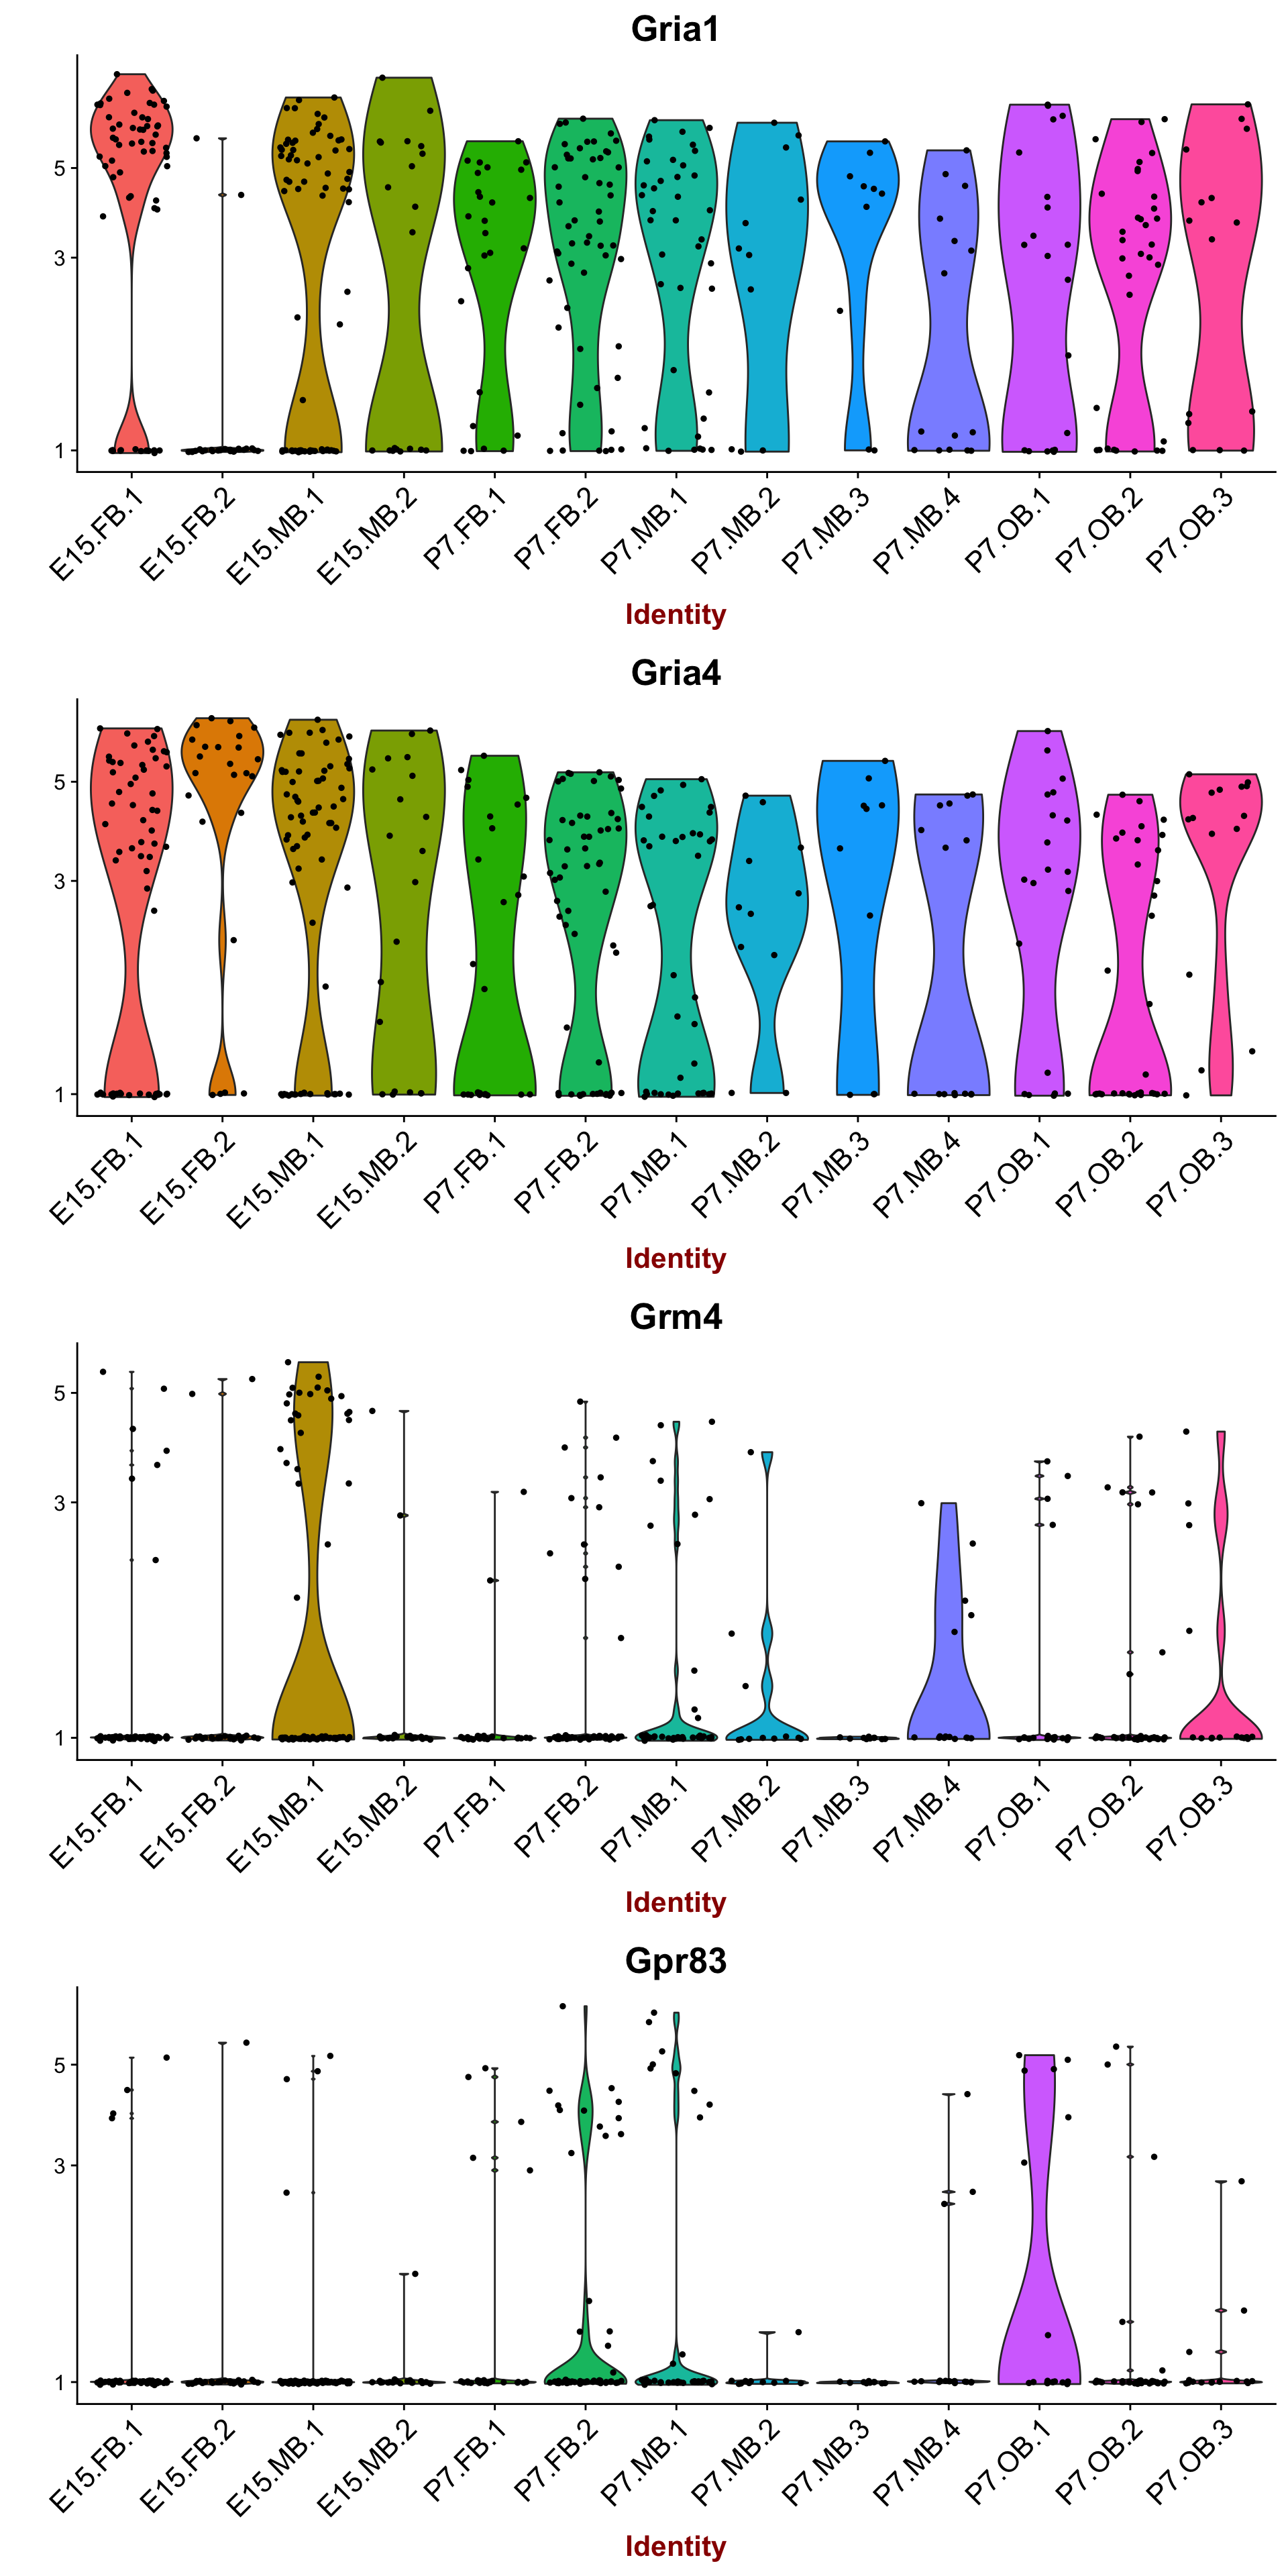 Gria1
5
3
1
E15.FB.1 E15.FB.2 E15.MB.1 E15.MB.2 P7.FB.1 P7.FB.2 P7.MB.1 P7.MB.2 P7.MB.3 P7.MB.4 P7.OB.1 P7.OB.2 P7.OB.3
Identity
Gria4
5
3
1
E15.FB.1 E15.FB.2 E15.MB.1 E15.MB.2 P7.FB.1 P7.FB.2 P7.MB.1 P7.MB.2 P7.MB.3 P7.MB.4 P7.OB.1 P7.OB.2 P7.OB.3
Identity
Grm4
5
3
1
E15.FB.1 E15.FB.2 E15.MB.1 E15.MB.2 P7.FB.1 P7.FB.2 P7.MB.1 P7.MB.2 P7.MB.3 P7.MB.4 P7.OB.1 P7.OB.2 P7.OB.3
Identity
Gpr83
5
3
1
E15.FB.1 E15.FB.2 E15.MB.1 E15.MB.2 P7.FB.1 P7.FB.2 P7.MB.1 P7.MB.2 P7.MB.3 P7.MB.4 P7.OB.1 P7.OB.2 P7.OB.3
Identity